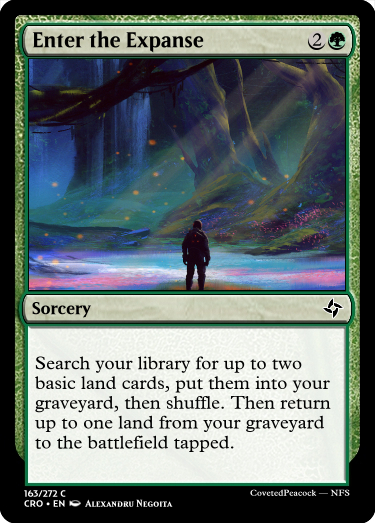 Enter the Expanse 2
Sorcery
Search your library for up to two
basic land cards, put them into your
graveyard, then shuffle. Then return
up to one land from your graveyard
to the battlefield tapped.
163/272 C
CRO • EN Alexandru Negoita
CovetedPeacock — NFS